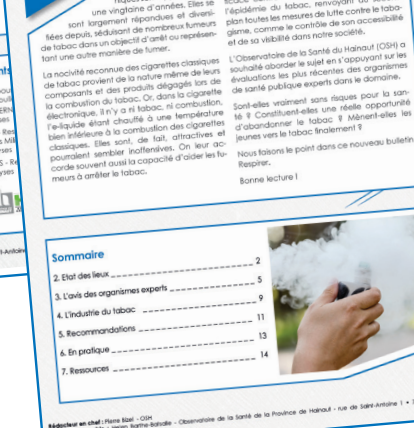 une vingtaine d'années. Elles se
sont largement répandues et diversi-
fiées depuis, séduisant de nombreux fumeurs
de tabac dans un objectif d'arrêt ou représen-
tant une autre manière de fumer.
La nocivité reconnue des cigarettes classiques
de tabac provient de la nature même de leurs
composants et des produits dégagés lors de
la combustion du tabac. Or, dans la cigarette
électronique, il n'y a ni tabac, ni combustion,
l'e-liquide étant chauffé à une température
bien inférieure à la combustion des cigarettes
classiques. Elles sont, de fait, attractives et
pourraient sembler inoffensives. On leur ac-
corde souvent aussi la capacité d'aider les fu-
meurs à arrêter le tabac.
l'épidémie du tabac, renvoyant au
plan toutes les mesures de lutte contre le taba-
gisme, comme le contrôle de son accessibilité
et de sa visibilité dans notre société.
L'Observatoire de la Santé du Hainaut (OSH) a
souhaité aborder le sujet en s'appuyant sur les
évaluations les plus récentes des organismes
de santé publique experts dans le domaine.
Sont-elles vraiment sans risques pour la san-
té ? Constituent-elles une réelle opportunité
d'abandonner le tabac ? Mènent-elles les
jeunes vers le tabac finalement ?
Nous faisons le point dans ce nouveau bulletin
Respirer.
Bonne lecture !
Sommaire
2. Etat des lieux 2
3. L'avis des organismes experts 5
4. L'industrie du tabac 9
5. Recommandations 11
6. En pratique 13
7. Ressources 14
Rédacteur en chef : Pierre Bizel - OSH
Helen Barthe-Batsalle - Observatoire de la Santé de la Province de Hainaut - rue de Saint-Antoine 1